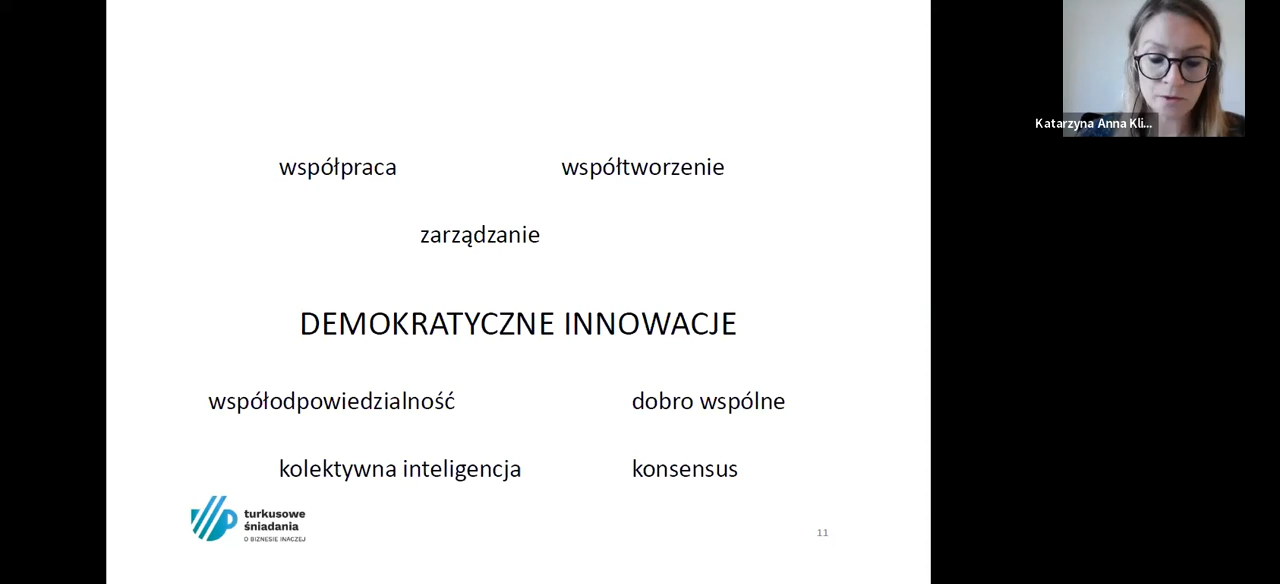 Katarzyna Anna Kli...
współpraca współtworzenie
zarządzanie
DEMOKRATYCZNE INNOWACJE
współodpowiedzialność dobro wspólne
kolektywna inteligencja konsensus
turkusowe
śniadania
O BIZNESIE INACZEJ
11